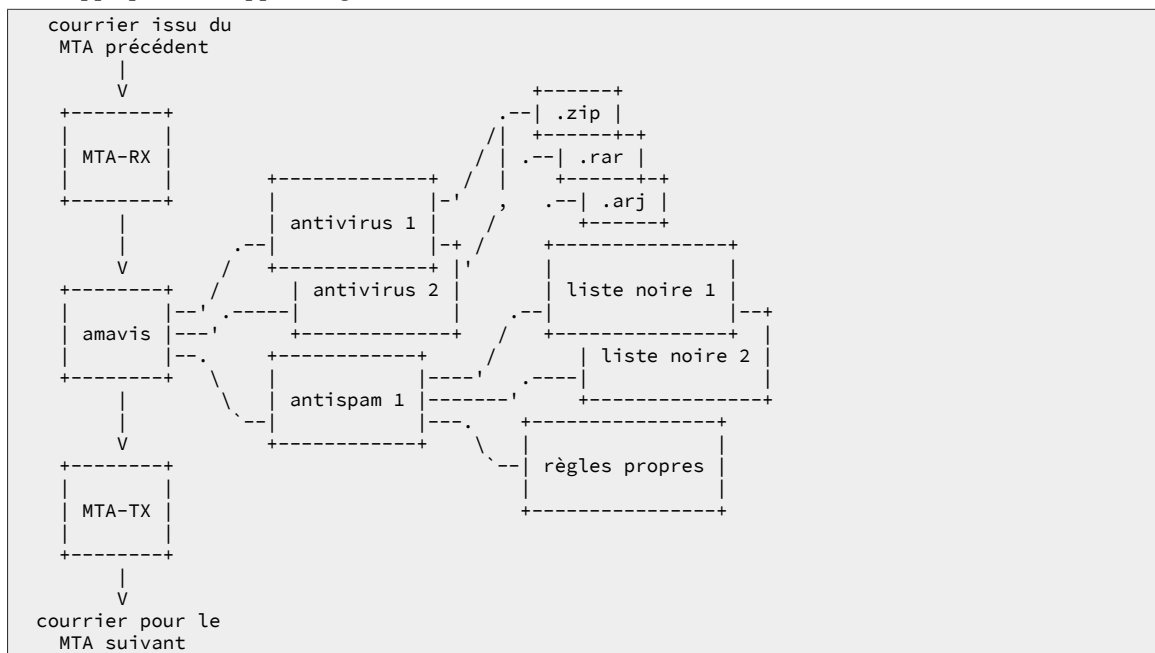 courrier issu du
MTA précédent
.zip
MTA-RX
.rar
.arj
antivirus 1
antivirus 2
liste noire 1
amavis
liste noire 2
antispam 1
règles propres
MTA-TX
courrier pour le
MTA suivant